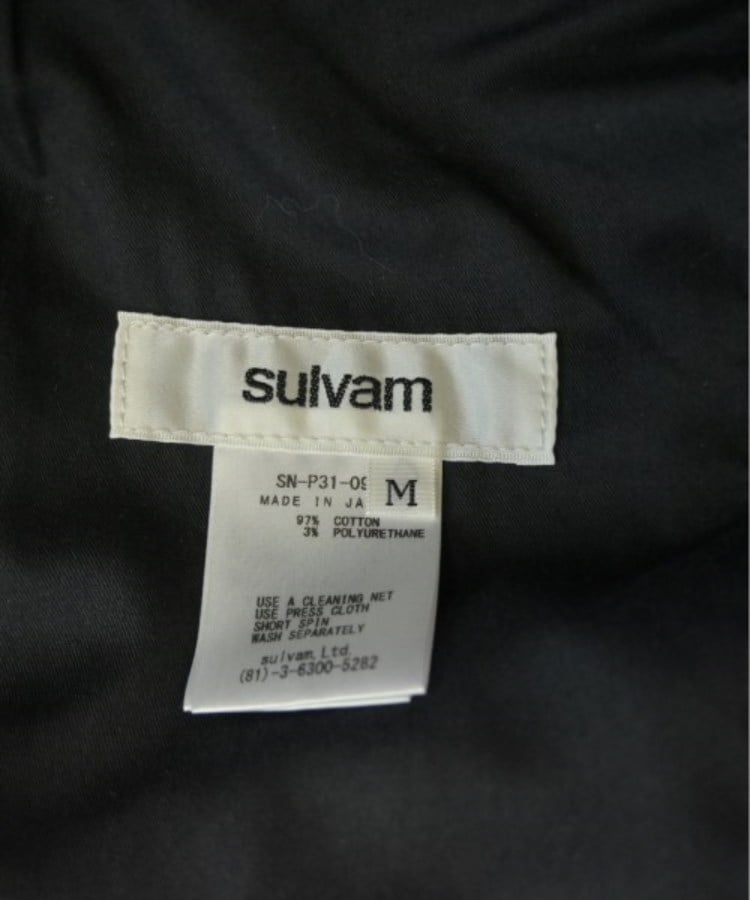 sulvam
SN-P31-09
M
MADE IN JA
97% COTTON
3% POLYURETHANE
USE A CLEANING NET
USE PRESS CLOTH
SHORT SPIN
WASH SEPARATELY
sulvam, Ltd.
(81)-3-6300-5282